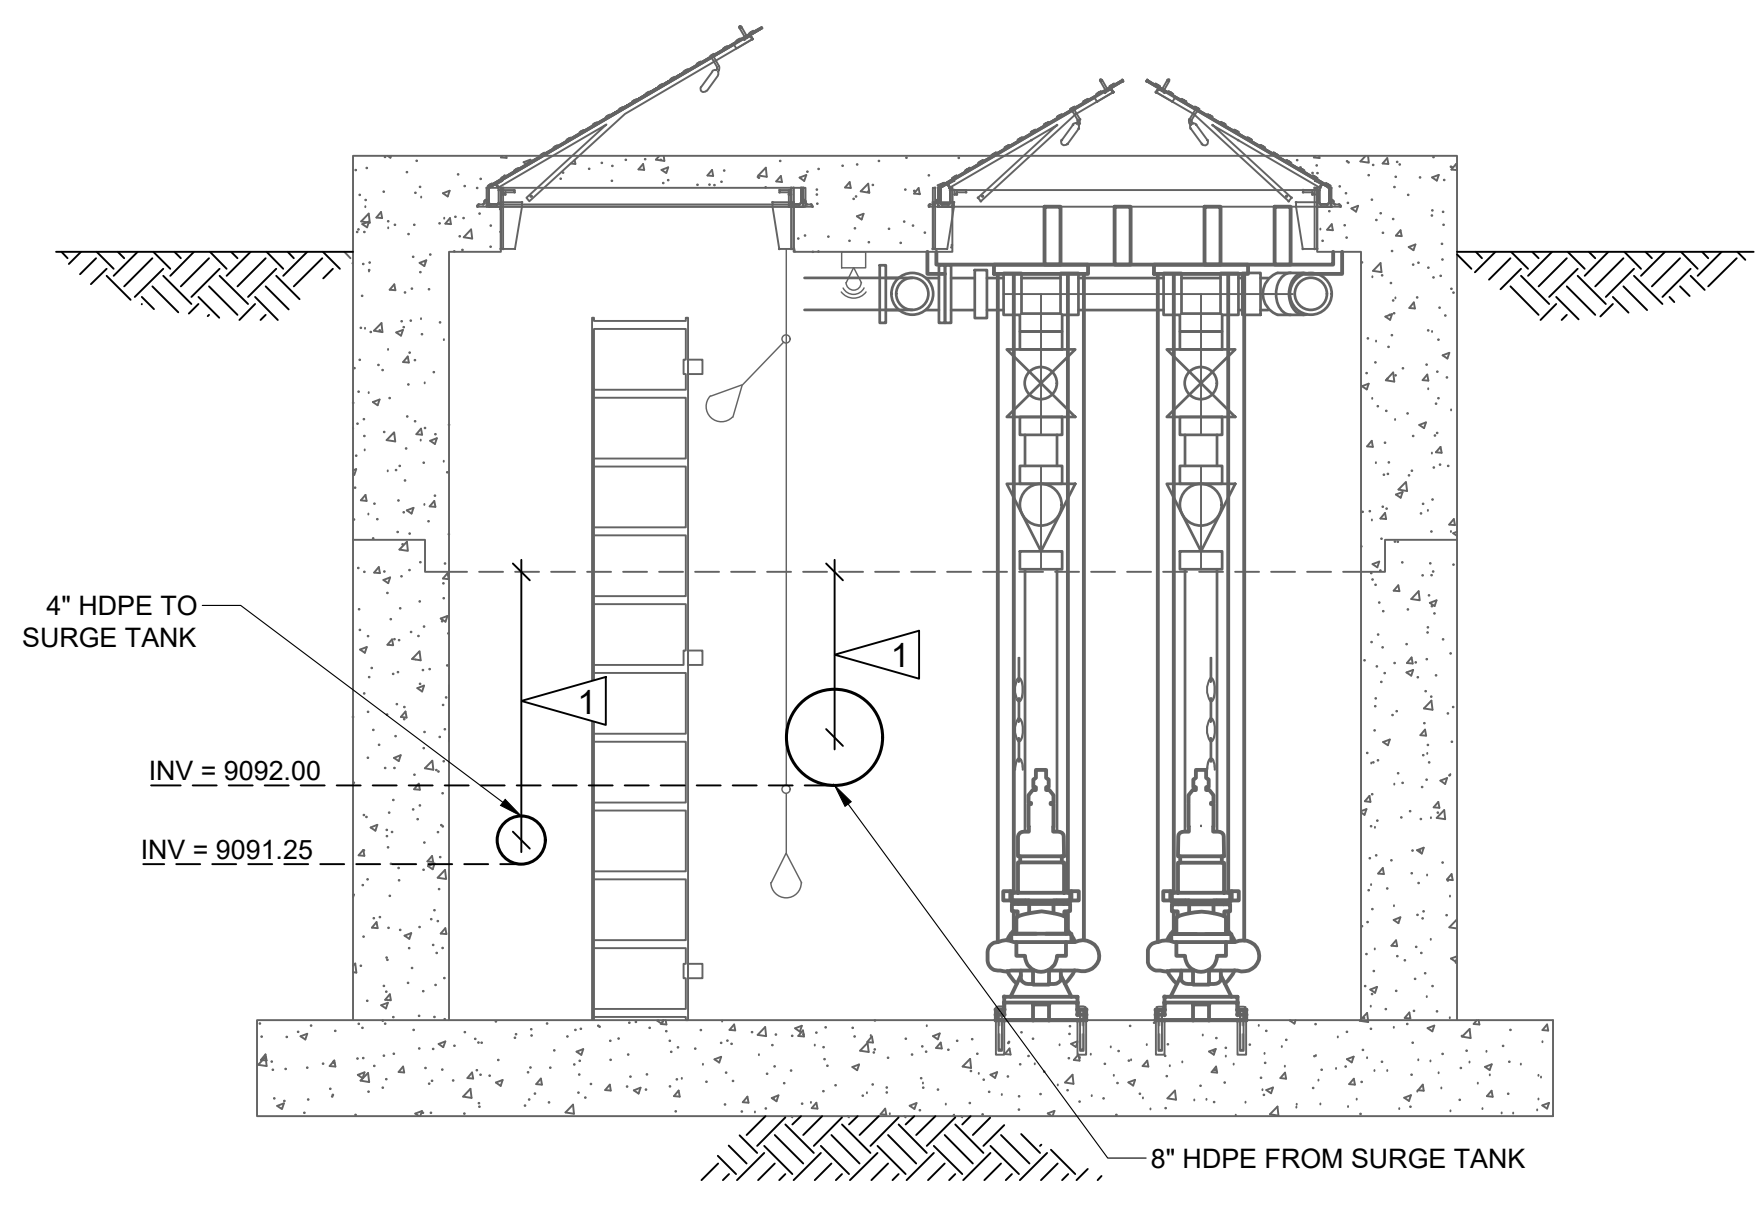 4" HDPE TO
SURGE TANK
1
1
INV = 9092.00
INV = 9091.25
8" HDPE FROM SURGE TANK